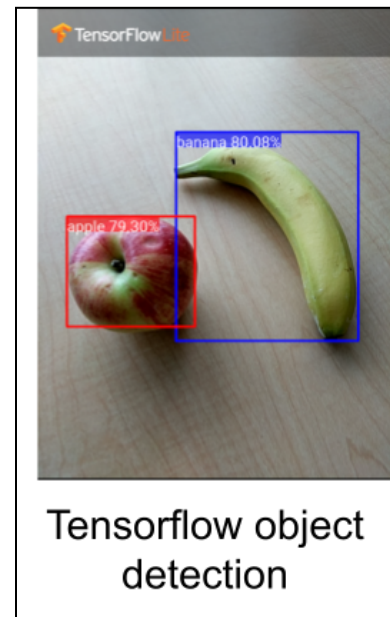 TensorFlow Lite
banana 80.08%
apple 79.30%
Tensorflow object
detection